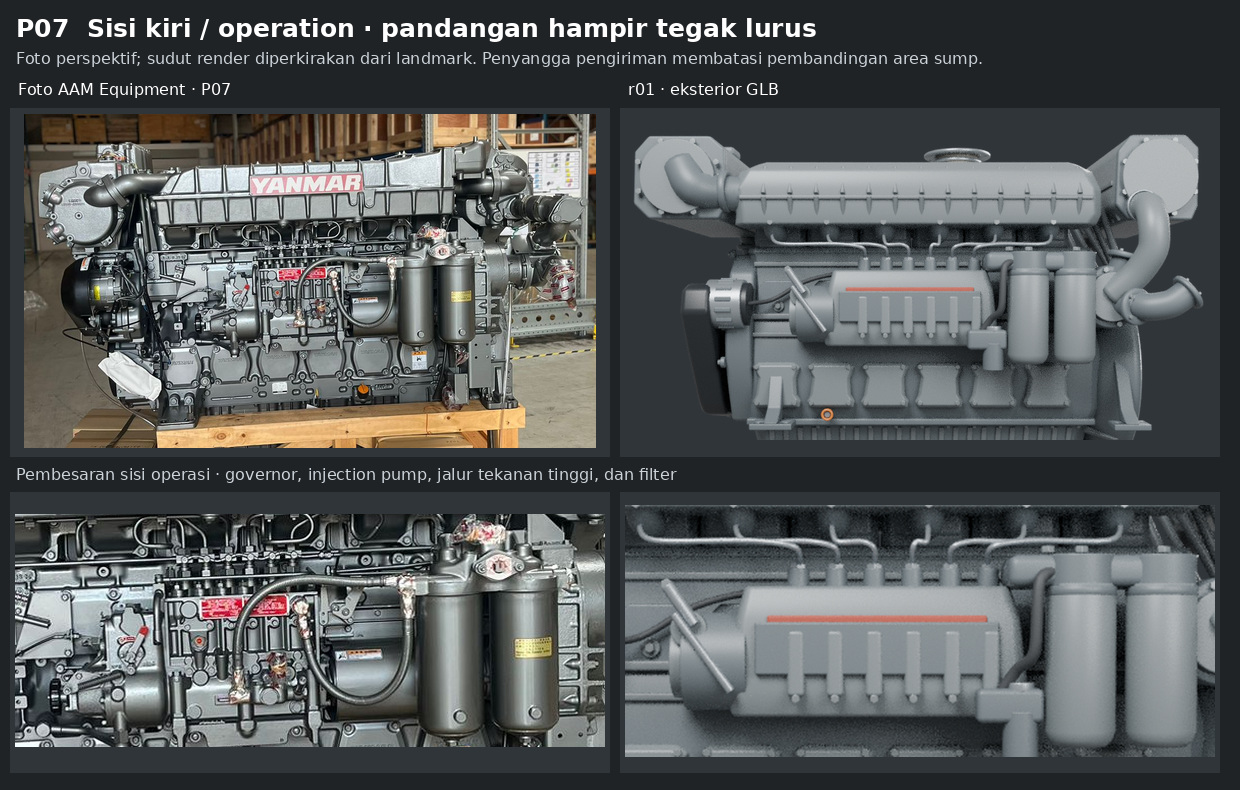 P07 Sisi kiri / operation · pandangan hampir tegak lurus
Foto perspektif; sudut render diperkirakan dari landmark. Penyangga pengiriman membatasi pembandingan area sump.
Foto AAM Equipment · P07
r01 · eksterior GLB
YANMAR
Pembesaran sisi operasi · governor, injection pump, jalur tekanan tinggi, dan filter